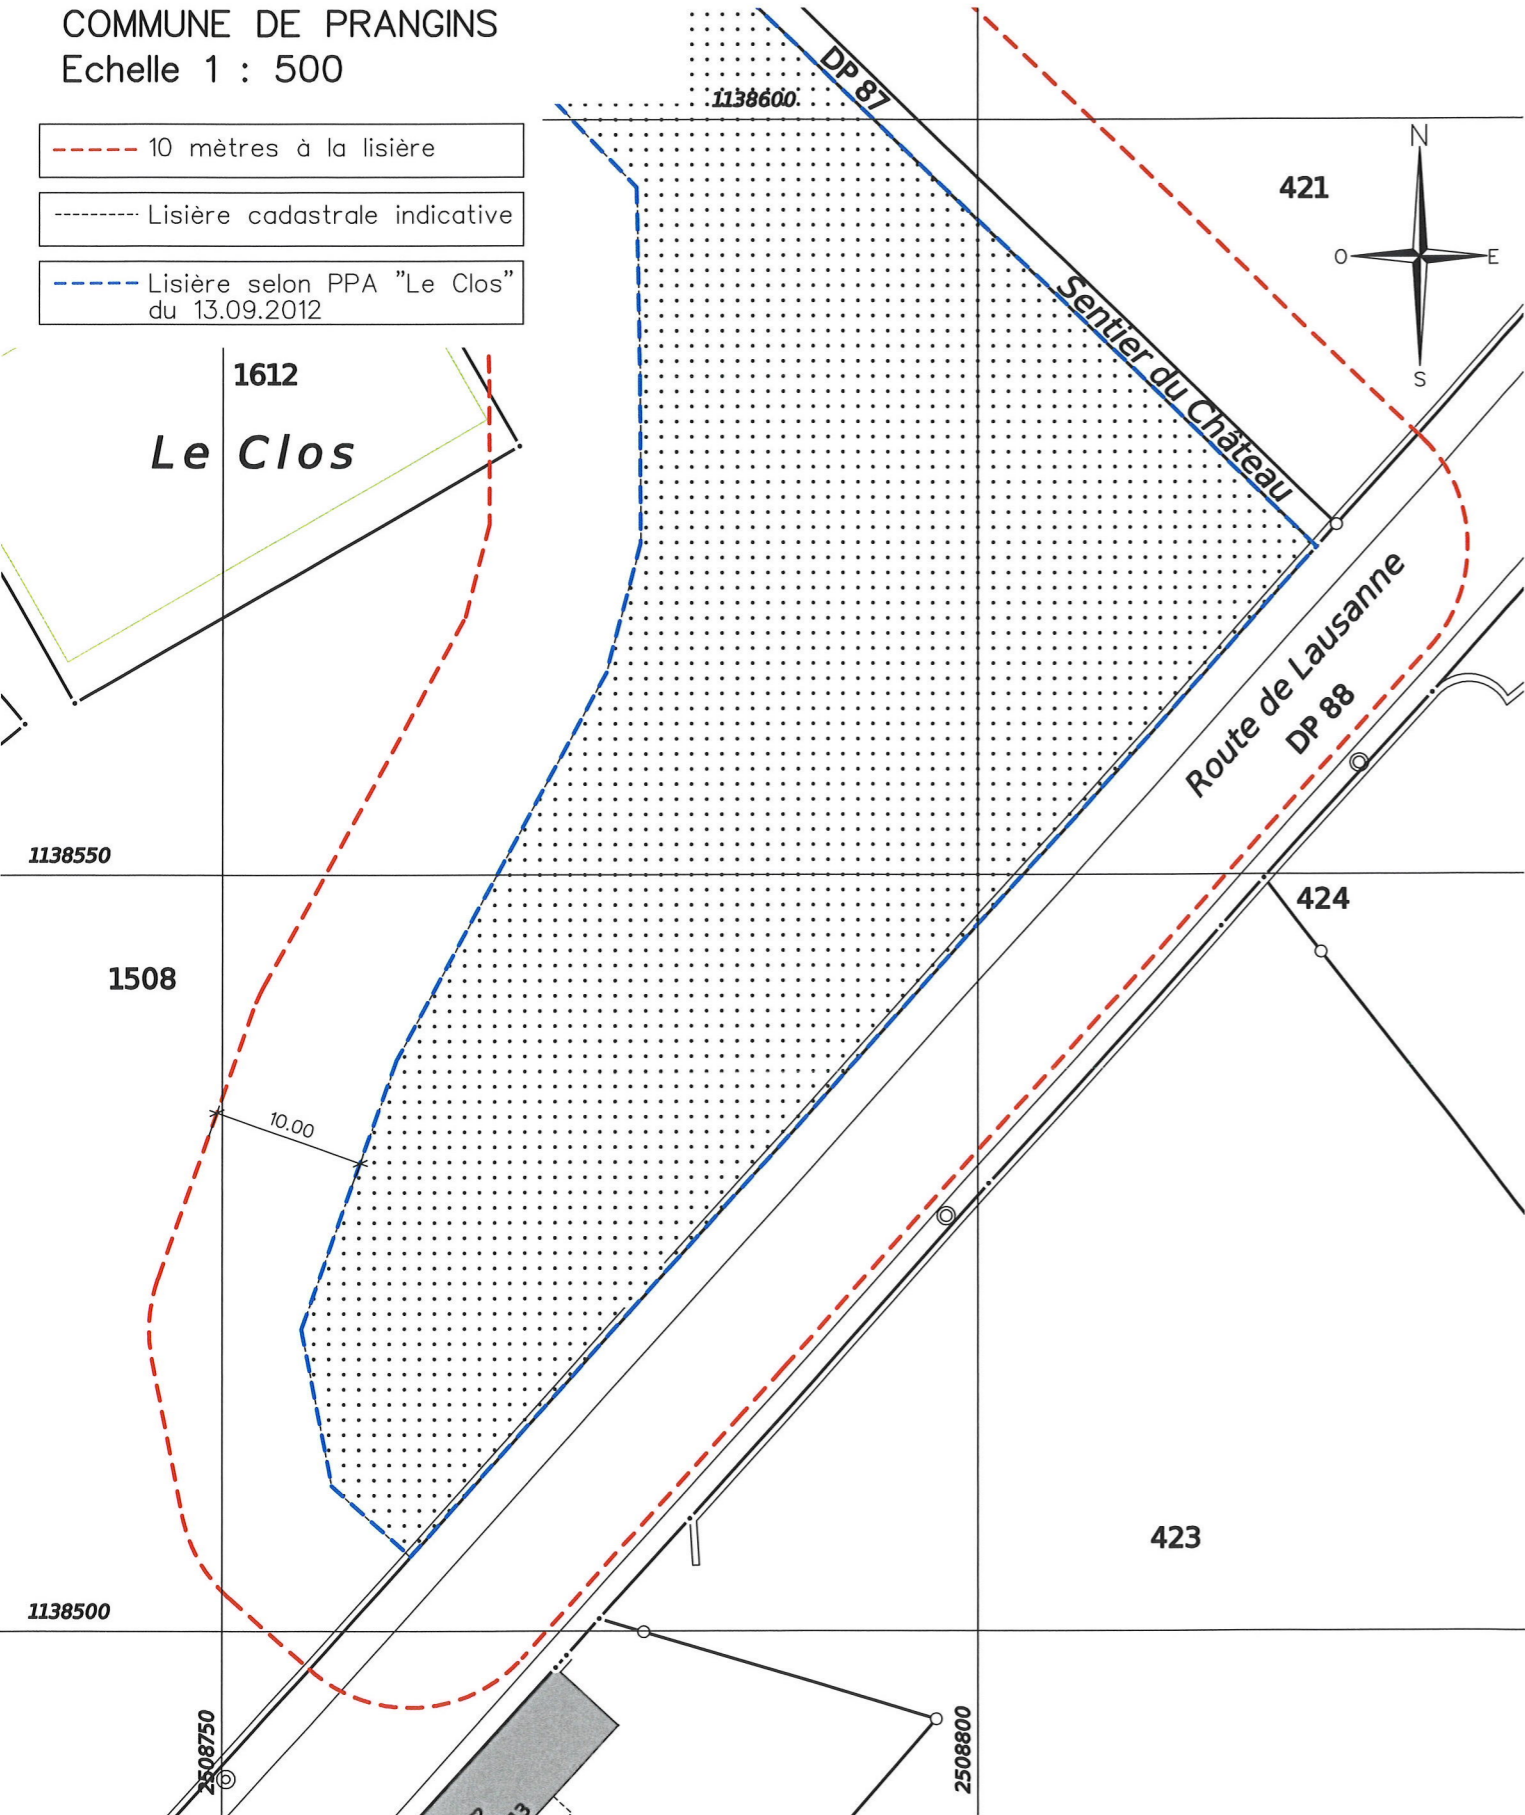 COMMUNE DE PRANGINS
Echelle 1 : 500
10 mètres à la lisière
Lisière cadastrale indicative
Lisière selon PPA "Le Clos"
du 13.09.2012
DP 87
1138600
421
N
O
E
S
Sentier du Château
1612
Le Clos
Route de Lausanne
DP 88
1138550
424
1508
10.00
423
1138500
2508750
2508800